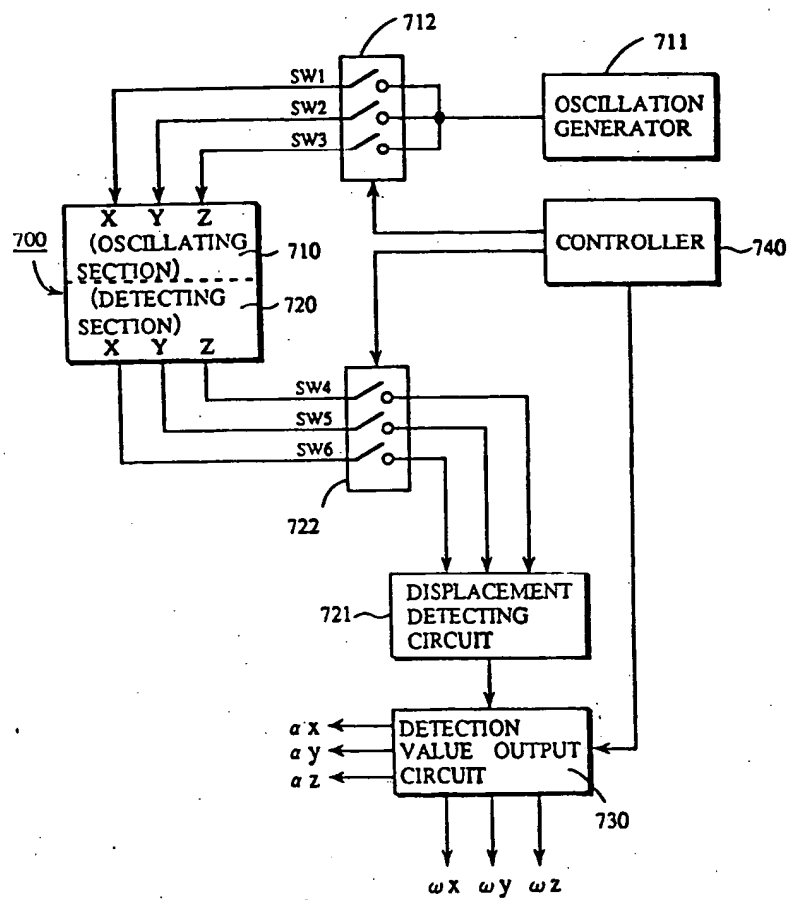 712
711
SW1
SW2
SW3
OSCILLATION
GENERATOR
X Y Z
700
(OSCILLATING
SECTION)
710
(DETECTING
SECTION)
720
X Y Z
CONTROLLER
740
SW4
SW5
SW6
722
721
DISPLACEMENT
DETECTING
CIRCUIT
α x
α y
α z
DETECTION
VALUE OUTPUT
CIRCUIT
730
ω x ω y ω z